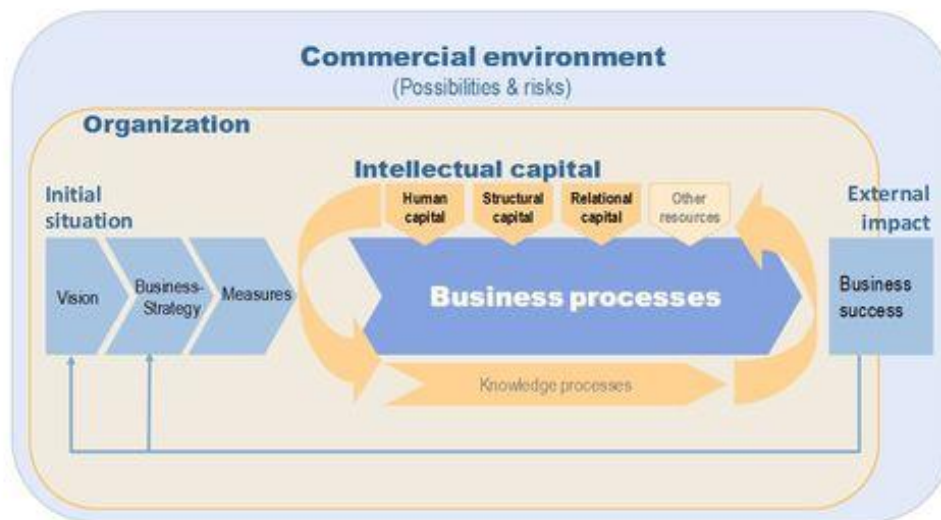 Commercial environment
(Possibilities & risks)
Organization
Intellectual capital
Initial
situation
External
impact
Human
capital
Structural
capital
Relational
capital
Other
resources
Vision
Business-
Strategy
Measures
Business processes
Business
success
Knowledge processes